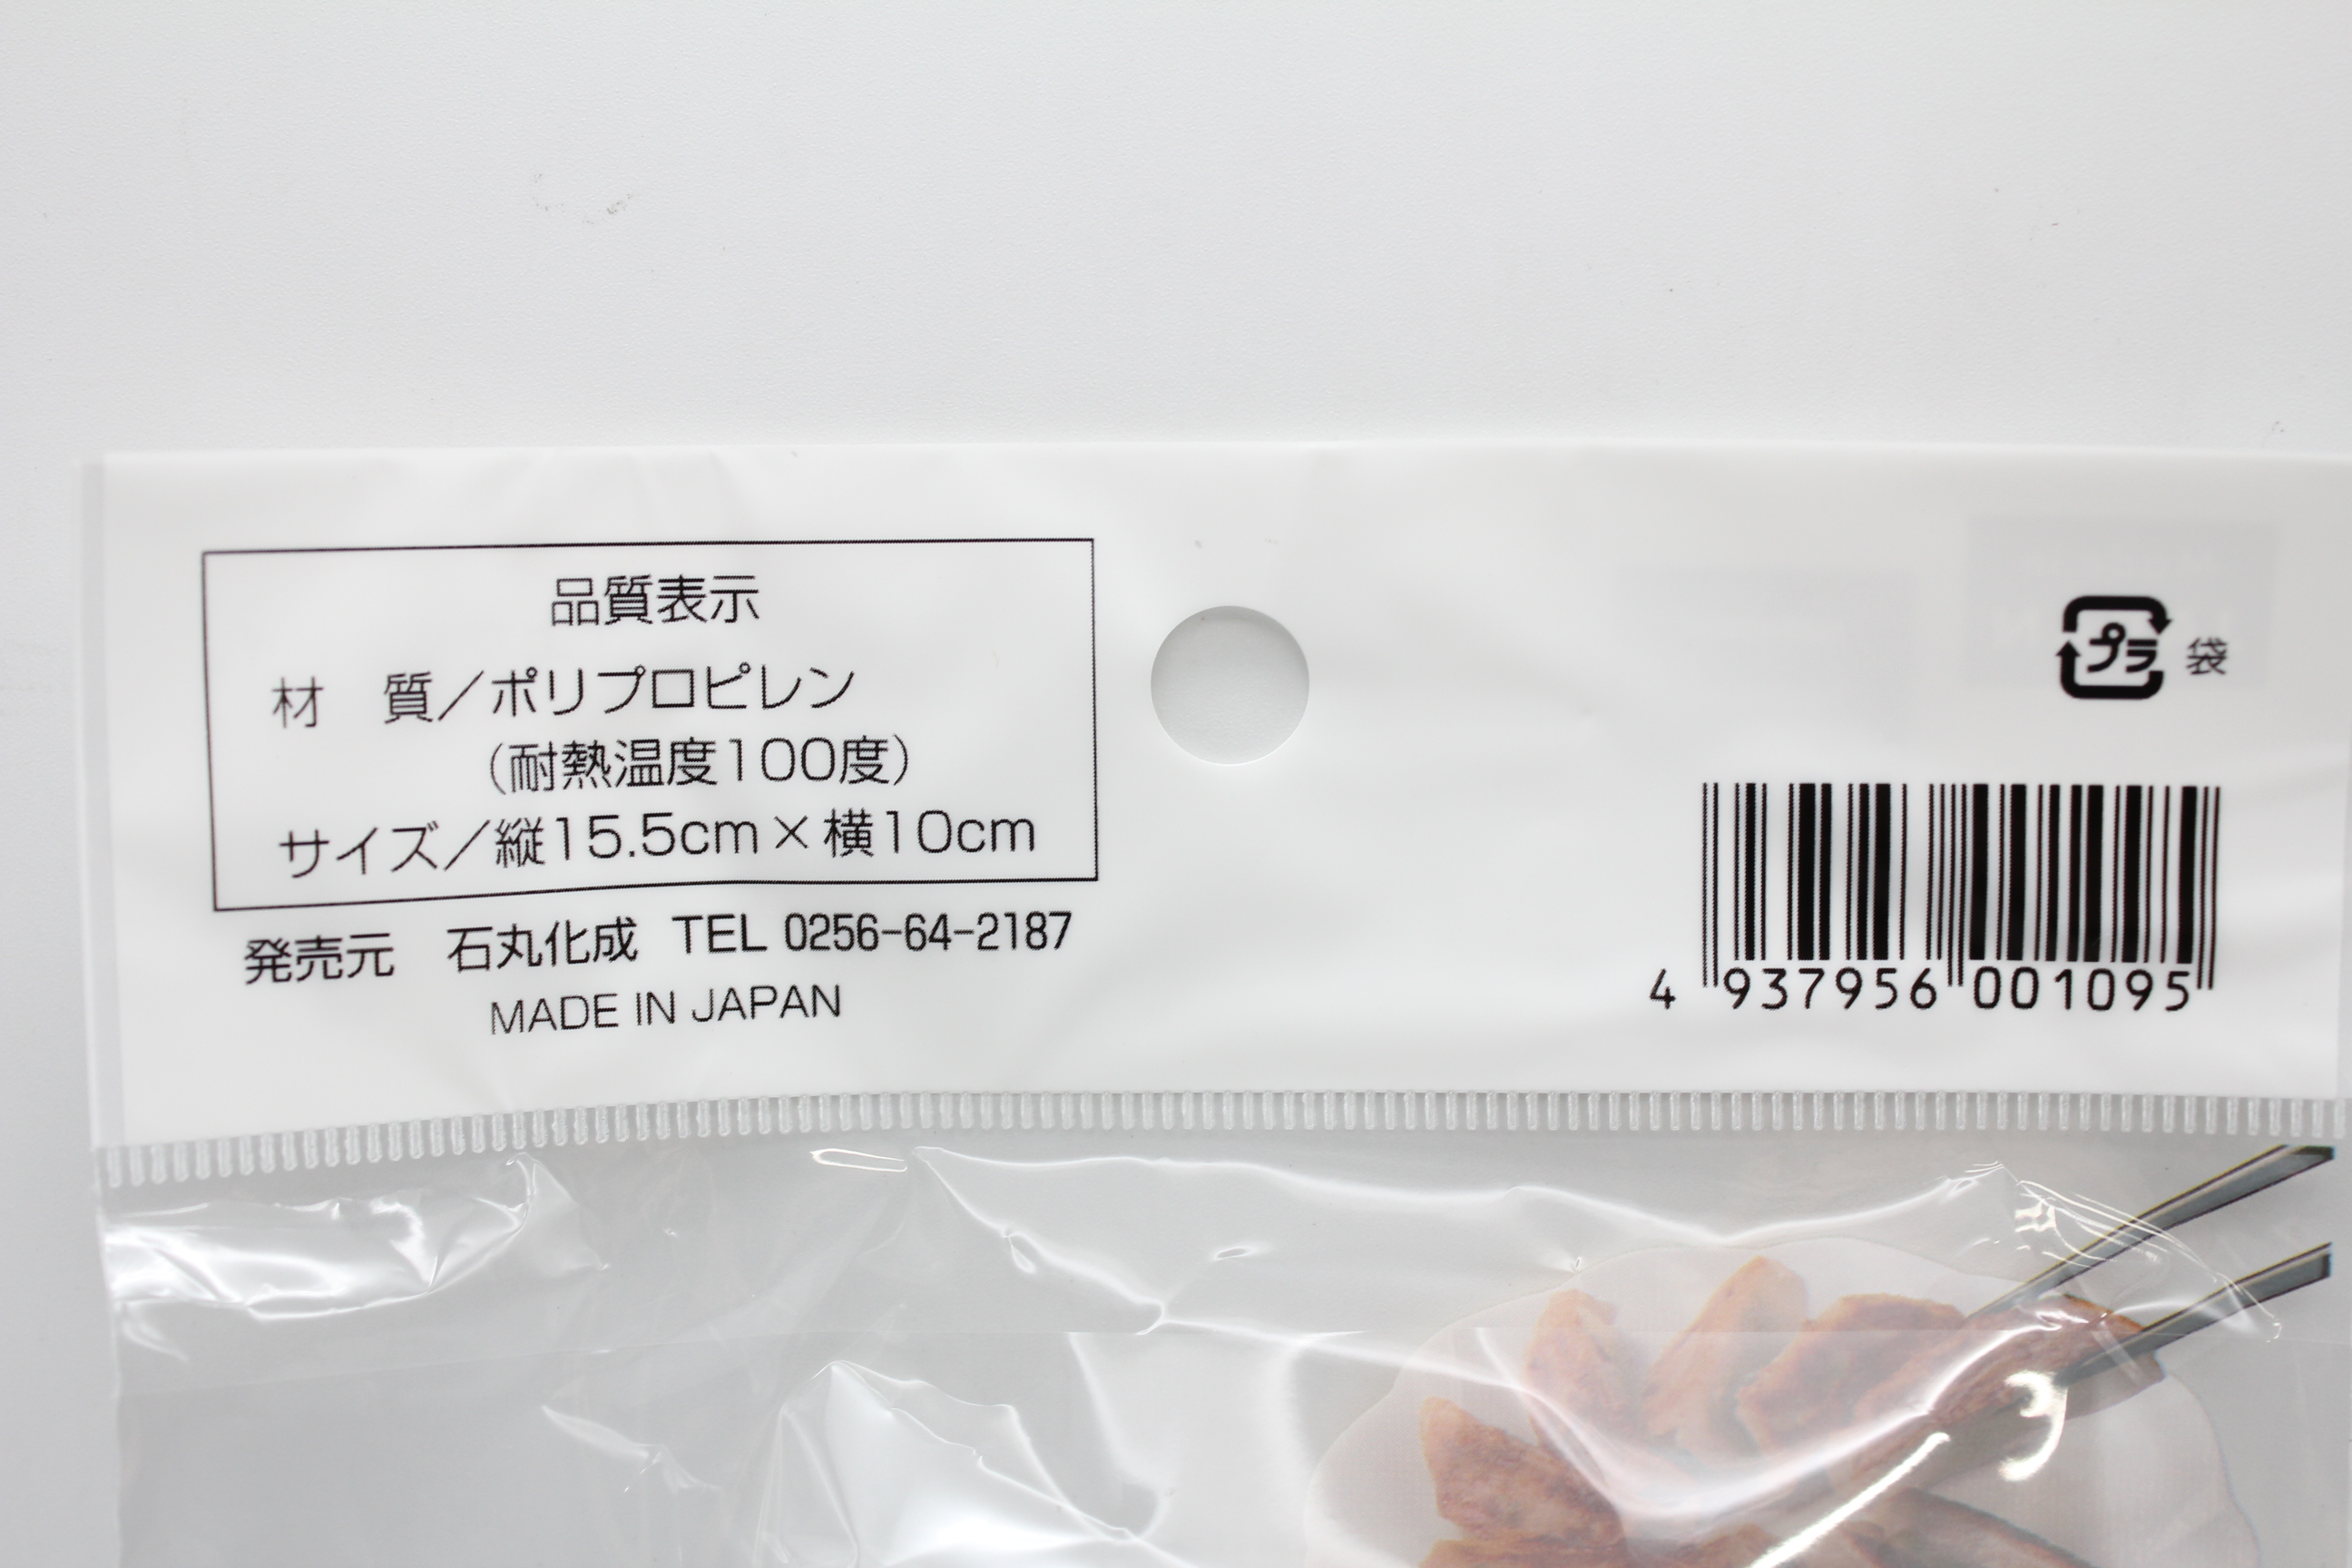 品質表示
材　質／ポリプロピレン
（耐熱温度100度）
サイズ／縦15.5cm×横10cm
発売元　石丸化成　TEL 0256-64-2187
MADE IN JAPAN
プラ 袋
4 937956 001095